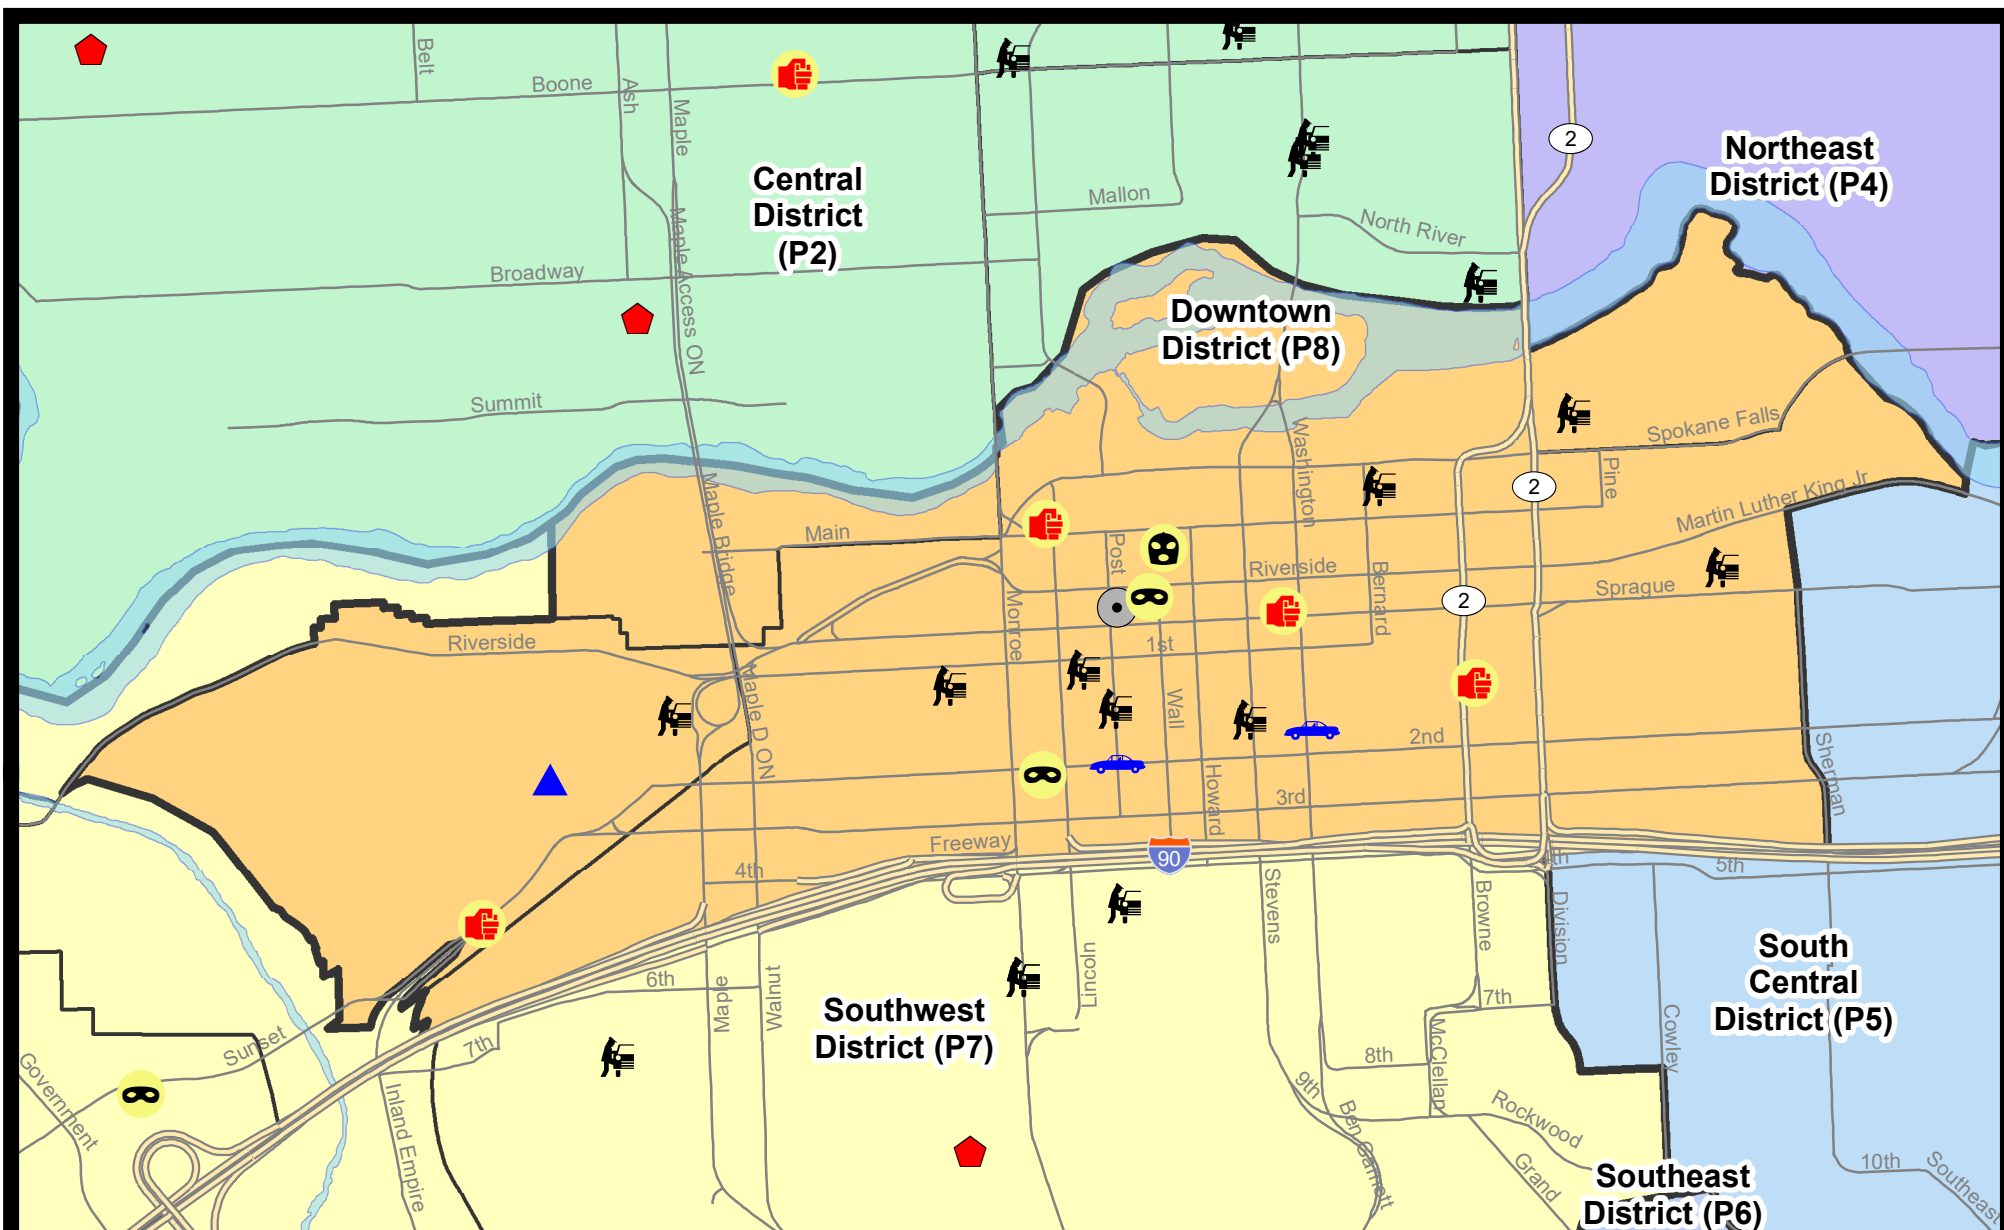 Belt
Boone
Ash
Maple
2
Northeast
District (P4)
Central
District
(P2)
Mallon
Maple Access ON
North River
Broadway
Downtown
District (P8)
Summit
Spokane Falls
Washington
Pine
2
Martin Luther King Jr
Maple Bridge
Main
Post
Riverside
Bernard
Sprague
2
Monroe
Riverside
1st
Maple D ON
Wall
2nd
Sherman
Howard
3rd
Freeway
90
4th
4th
5th
Stevens
Browne
Division
South
Central
District (P5)
Lincoln
6th
Maple
Walnut
Southwest
District (P7)
7th
Cowley
McClellan
Sunset
7th
8th
Government
9th
Inland Empire
Ben Garnett
Rockwood
Grand
10th
Southeast
Southeast
District (P6)